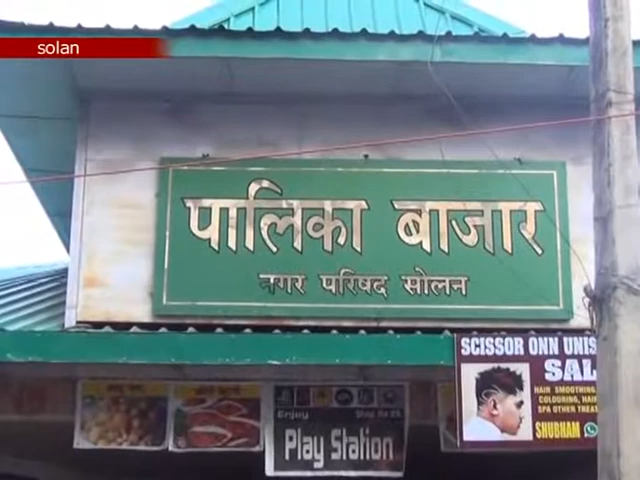 solan
पालिका बाजार
नगर परिषद सोलन
SCISSOR ONN UNIS
SAL
HAIR SMOOTHNING
COLOURING, HAIR
SPA OTHER TREAT
SHUBHAM
Enjoy
Play Station